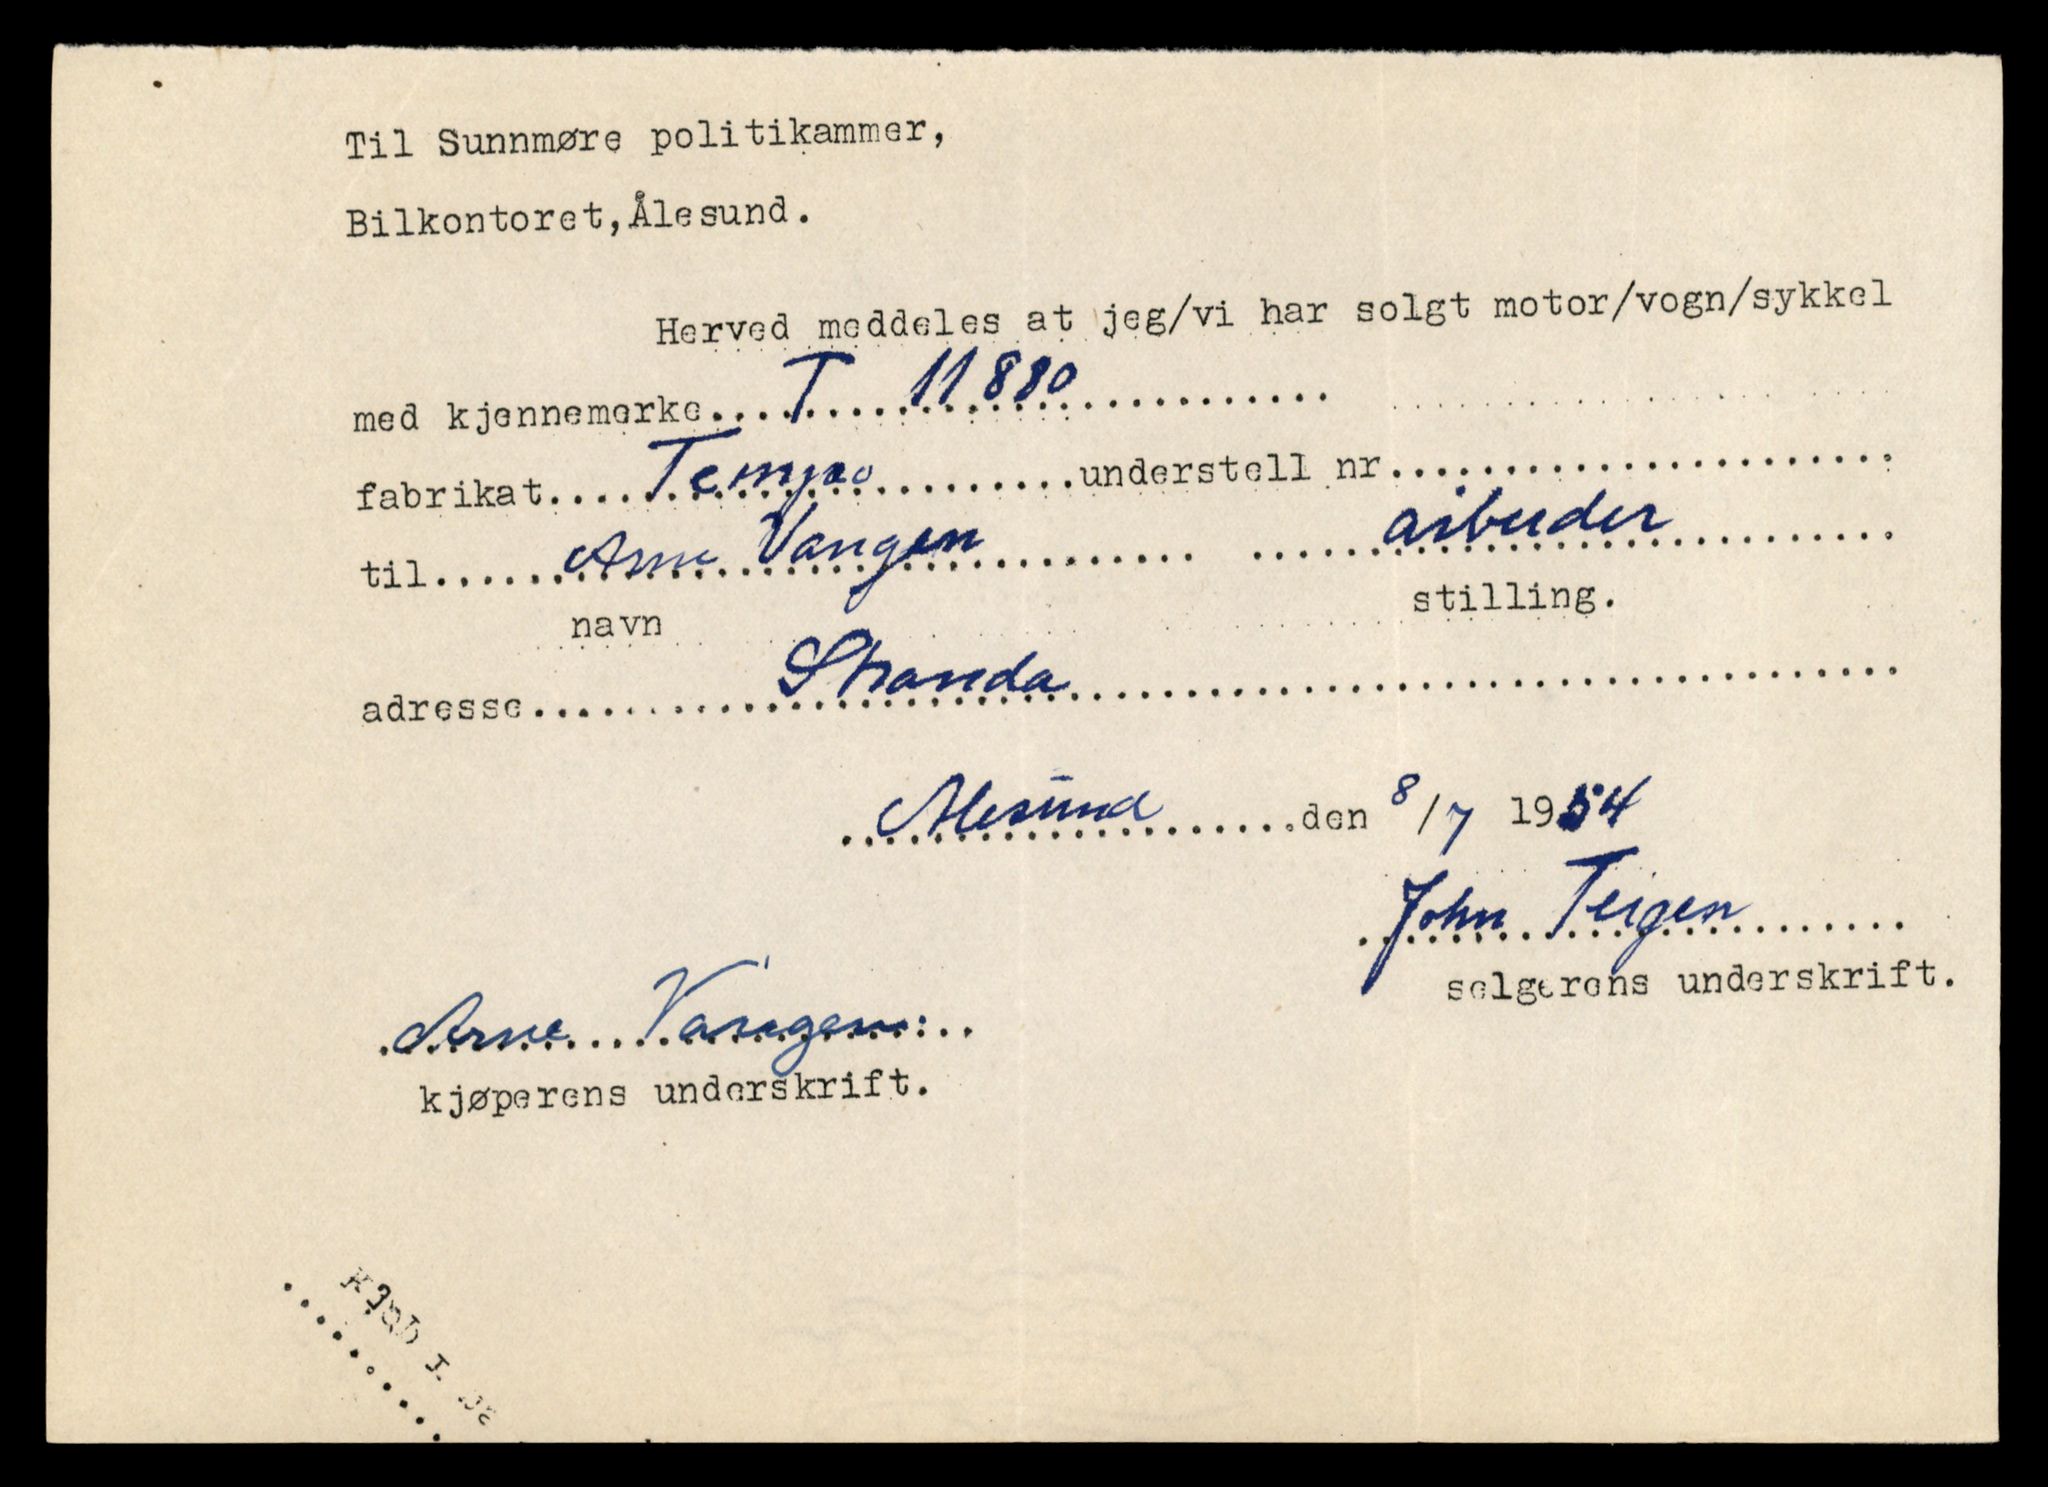 Til Sunnmøre politikammer,
Bilkontoret, Ålesund.
Herved meddeles at jeg/vi har solgt motor/vogn/sykkel
med kjennemerke.... T 11880
fabrikat.... Tempo ....understell nr....
til.... Arne Vangen .... arbeider
navn stilling.
adresse.... Stranda
Ålesund ....den 8/7 1954
John Teigen
selgerens underskrift.
Arne Vangen
kjøperens underskrift.